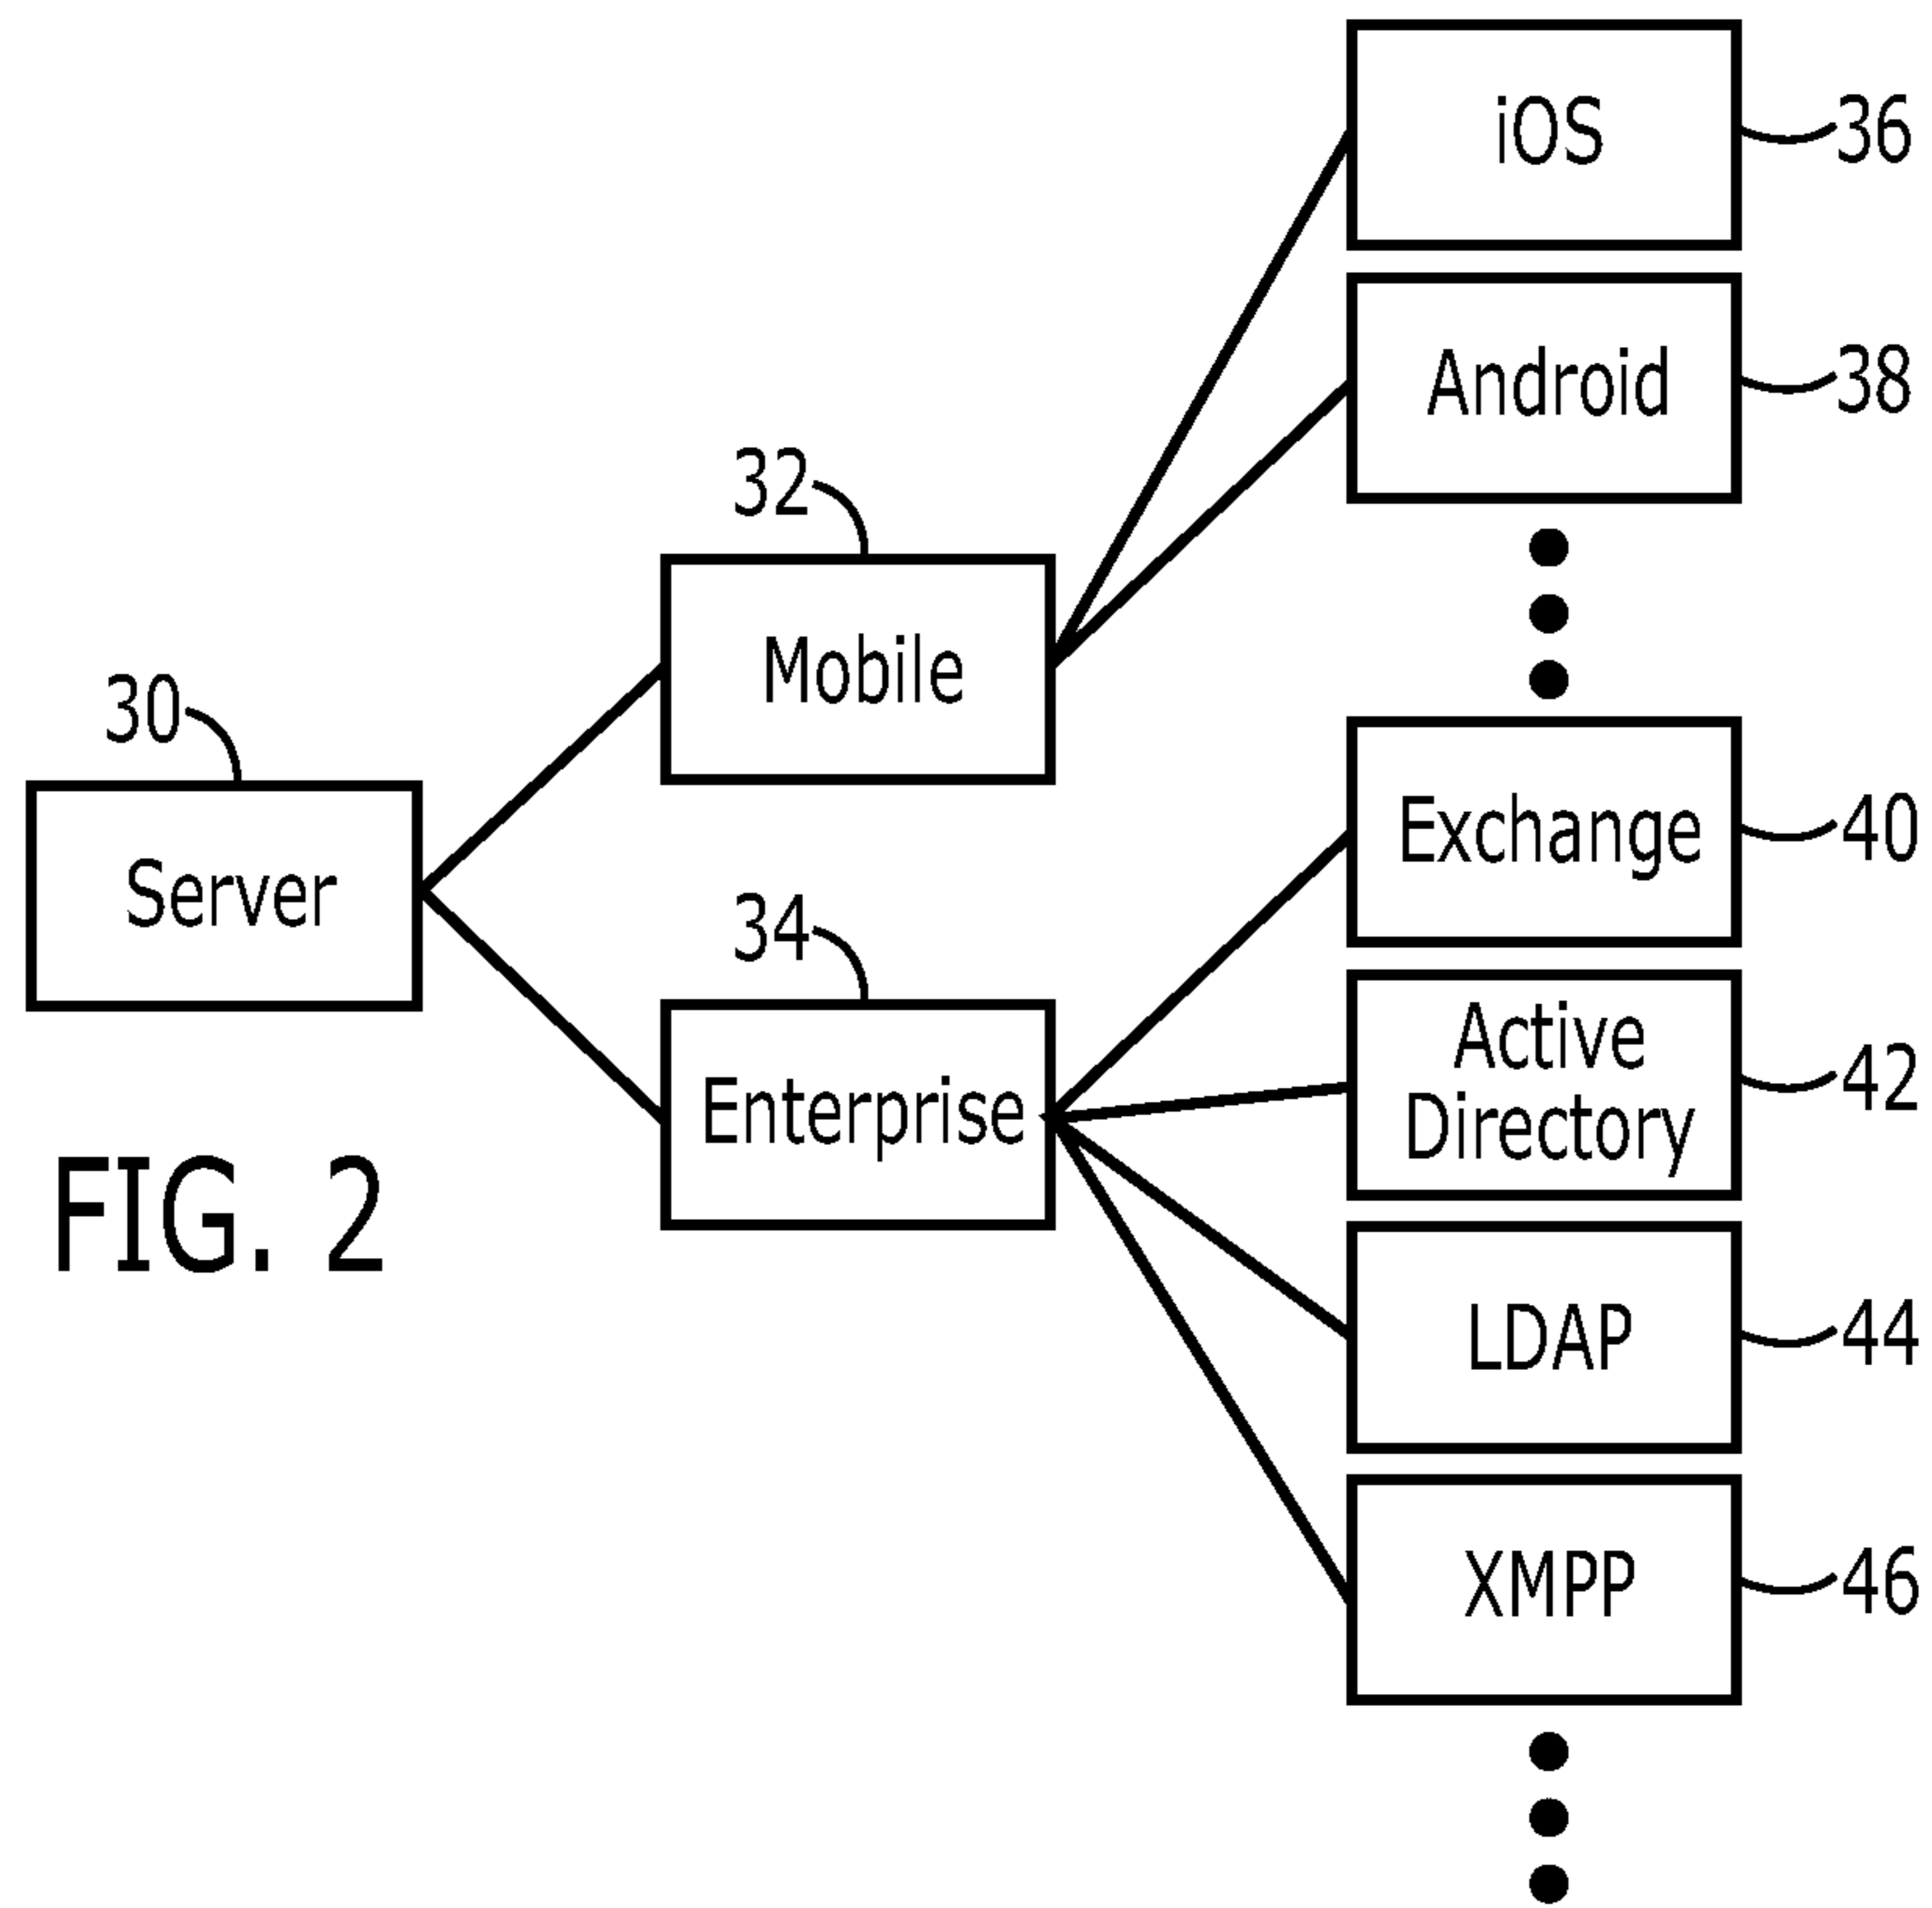 iOS
36
Android
38
32
Mobile
30
Server
Exchange
40
34
Enterprise
Active
Directory
42
FIG. 2
LDAP
44
XMPP
46